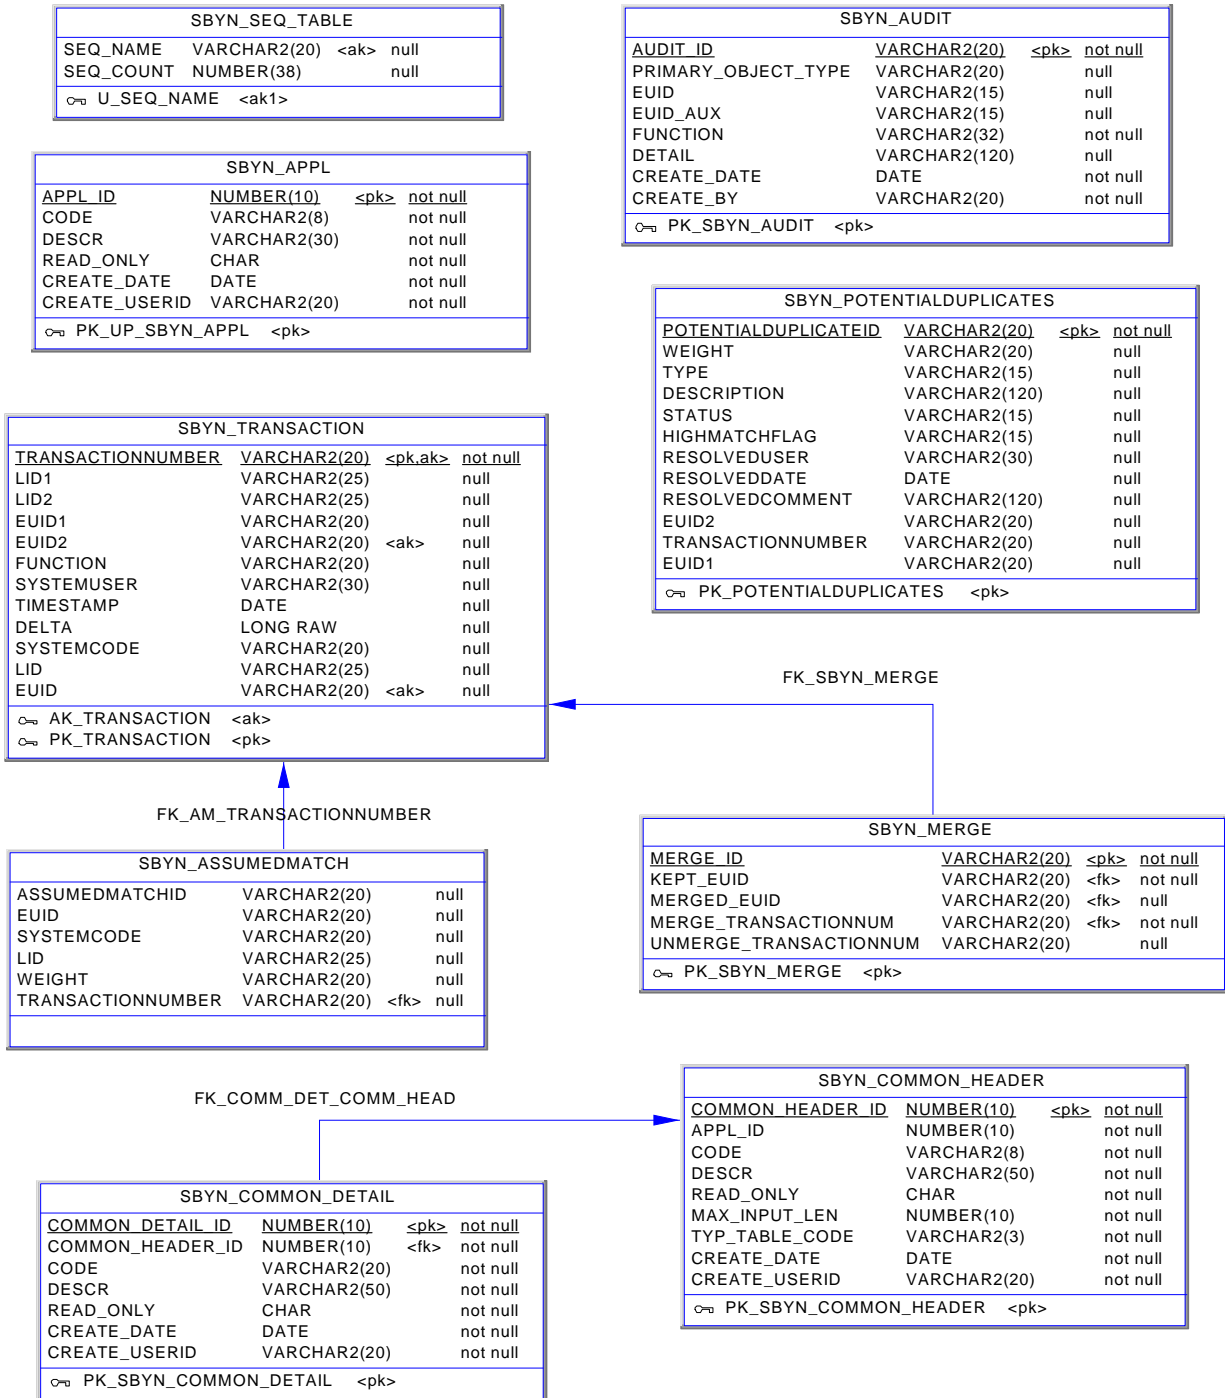 SBYN_SEQ_TABLE
SEQ_NAME VARCHAR2(20) <ak> null
SEQ_COUNT NUMBER(38) null
U_SEQ_NAME <ak1>
SBYN_AUDIT
AUDIT_ID VARCHAR2(20) <pk> not null
PRIMARY_OBJECT_TYPE VARCHAR2(20) null
EUID VARCHAR2(15) null
EUID_AUX VARCHAR2(15) null
FUNCTION VARCHAR2(32) not null
DETAIL VARCHAR2(120) null
CREATE_DATE DATE not null
CREATE_BY VARCHAR2(20) not null
PK_SBYN_AUDIT <pk>
SBYN_APPL
APPL_ID NUMBER(10) <pk> not null
CODE VARCHAR2(8) not null
DESCR VARCHAR2(30) not null
READ_ONLY CHAR not null
CREATE_DATE DATE not null
CREATE_USERID VARCHAR2(20) not null
PK_UP_SBYN_APPL <pk>
SBYN_POTENTIALDUPLICATES
POTENTIALDUPLICATEID VARCHAR2(20) <pk> not null
WEIGHT VARCHAR2(20) null
TYPE VARCHAR2(15) null
DESCRIPTION VARCHAR2(120) null
STATUS VARCHAR2(15) null
HIGHMATCHFLAG VARCHAR2(15) null
RESOLVEDUSER VARCHAR2(30) null
RESOLVEDDATE DATE null
RESOLVEDCOMMENT VARCHAR2(120) null
EUID2 VARCHAR2(20) null
TRANSACTIONNUMBER VARCHAR2(20) null
EUID1 VARCHAR2(20) null
PK_POTENTIALDUPLICATES <pk>
SBYN_TRANSACTION
TRANSACTIONNUMBER VARCHAR2(20) <pk,ak> not null
LID1 VARCHAR2(25) null
LID2 VARCHAR2(25) null
EUID1 VARCHAR2(20) null
EUID2 VARCHAR2(20) <ak> null
FUNCTION VARCHAR2(20) null
SYSTEMUSER VARCHAR2(30) null
TIMESTAMP DATE null
DELTA LONG RAW null
SYSTEMCODE VARCHAR2(20) null
LID VARCHAR2(25) null
EUID VARCHAR2(20) <ak> null
AK_TRANSACTION <ak>
PK_TRANSACTION <pk>
FK_SBYN_MERGE
FK_AM_TRANSACTIONNUMBER
SBYN_MERGE
MERGE_ID VARCHAR2(20) <pk> not null
KEPT_EUID VARCHAR2(20) <fk> not null
MERGED_EUID VARCHAR2(20) <fk> null
MERGE_TRANSACTIONNUM VARCHAR2(20) <fk> not null
UNMERGE_TRANSACTIONNUM VARCHAR2(20) null
PK_SBYN_MERGE <pk>
SBYN_ASSUMEDMATCH
ASSUMEDMATCHID VARCHAR2(20) null
EUID VARCHAR2(20) null
SYSTEMCODE VARCHAR2(20) null
LID VARCHAR2(25) null
WEIGHT VARCHAR2(20) null
TRANSACTIONNUMBER VARCHAR2(20) <fk> null
FK_COMM_DET_COMM_HEAD
SBYN_COMMON_HEADER
COMMON_HEADER_ID NUMBER(10) <pk> not null
APPL_ID NUMBER(10) not null
CODE VARCHAR2(8) not null
DESCR VARCHAR2(50) not null
READ_ONLY CHAR not null
MAX_INPUT_LEN NUMBER(10) not null
TYP_TABLE_CODE VARCHAR2(3) not null
CREATE_DATE DATE not null
CREATE_USERID VARCHAR2(20) not null
PK_SBYN_COMMON_HEADER <pk>
SBYN_COMMON_DETAIL
COMMON_DETAIL_ID NUMBER(10) <pk> not null
COMMON_HEADER_ID NUMBER(10) <fk> not null
CODE VARCHAR2(20) not null
DESCR VARCHAR2(50) not null
READ_ONLY CHAR not null
CREATE_DATE DATE not null
CREATE_USERID VARCHAR2(20) not null
PK_SBYN_COMMON_DETAIL <pk>